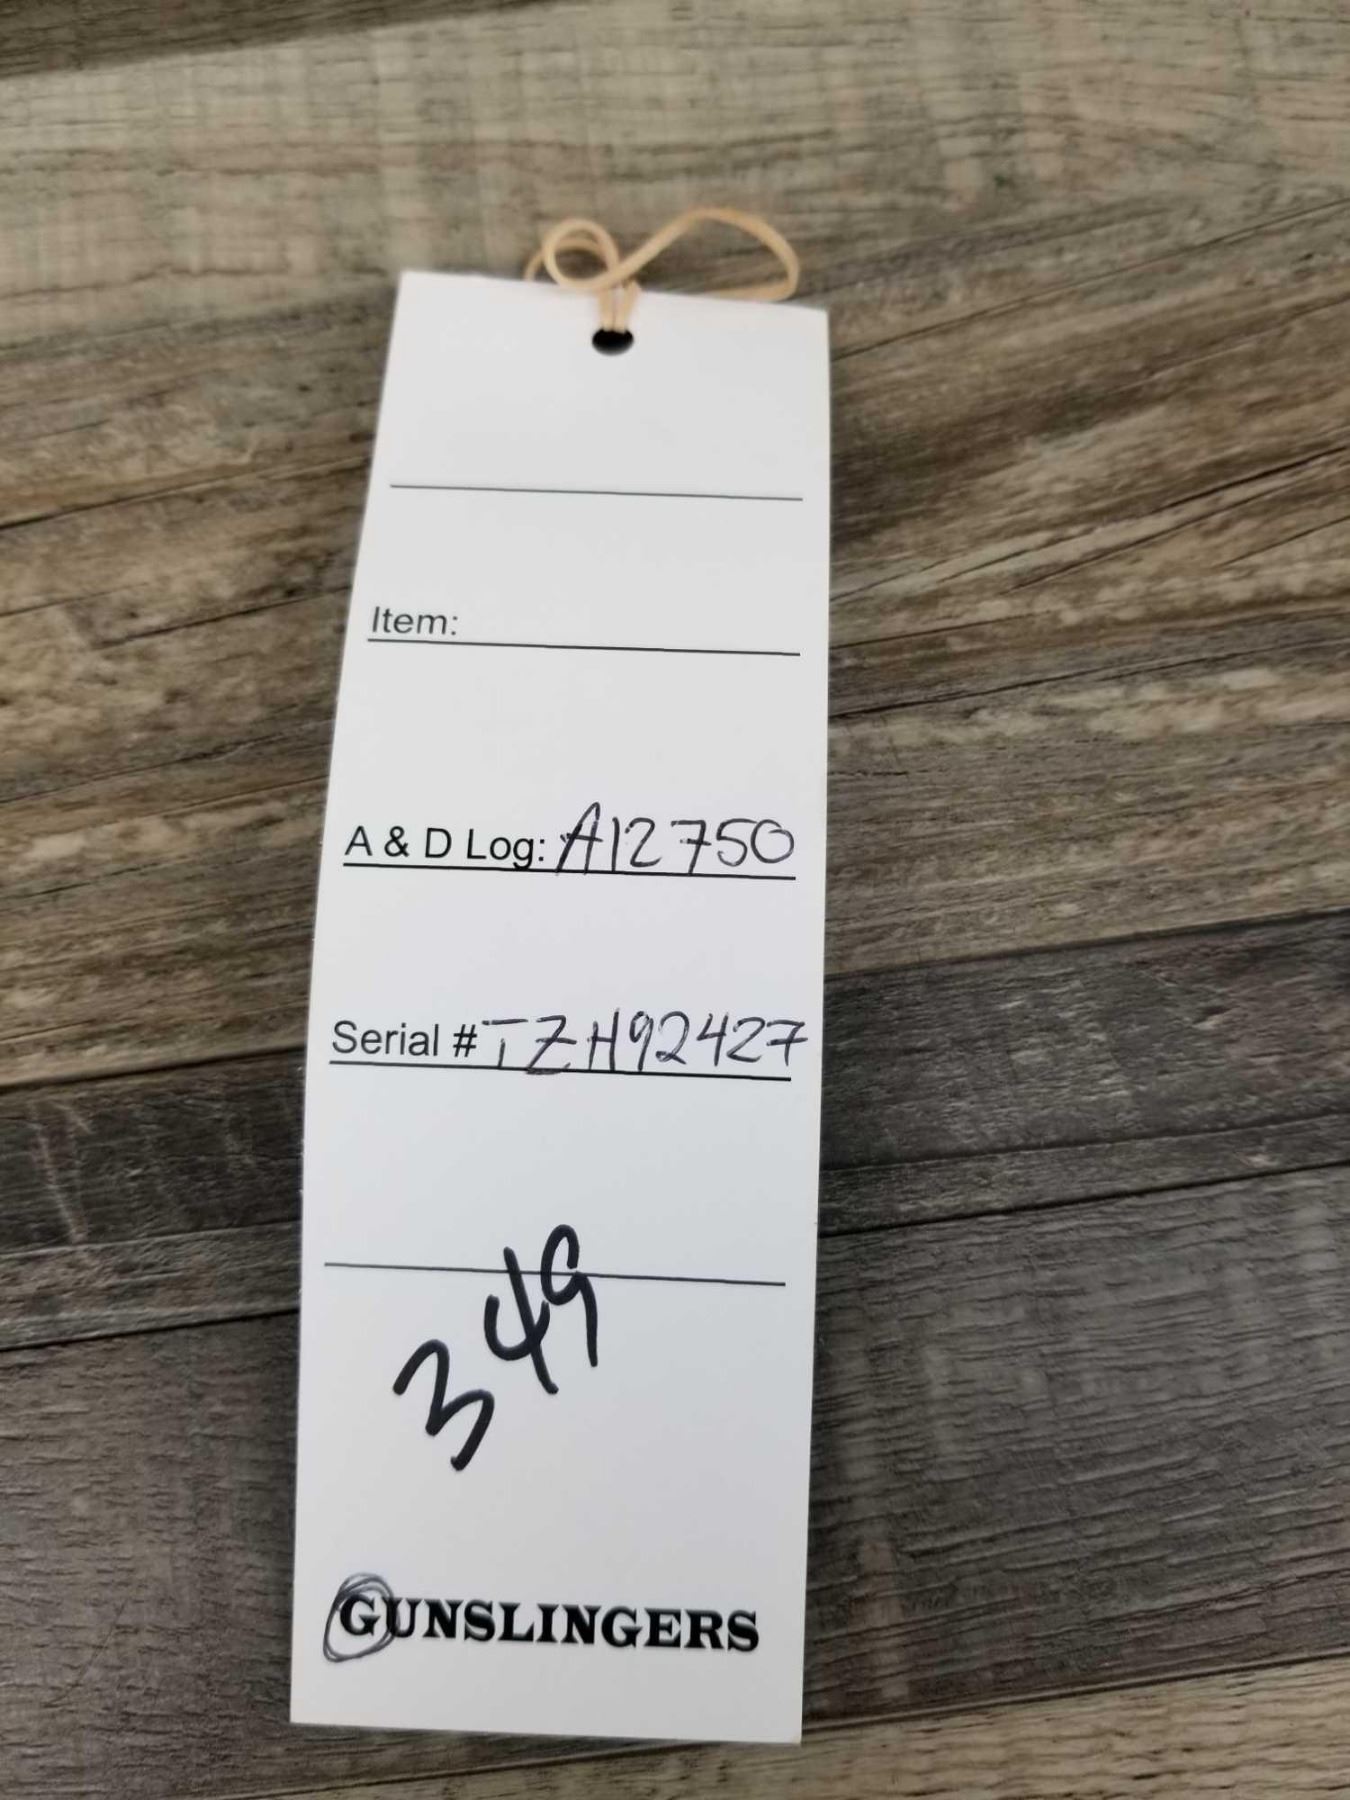 Item:
A & D Log: A12750
Serial # TZH92427
349
GUNSLINGERS